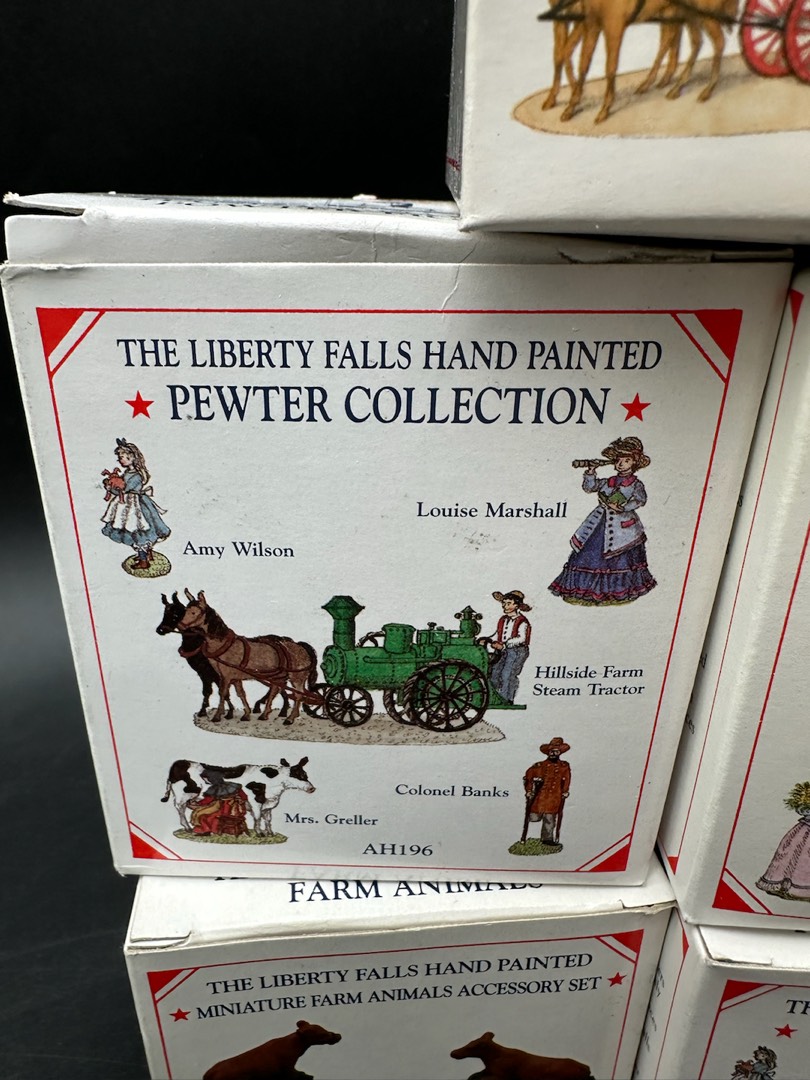 THE LIBERTY FALLS HAND PAINTED
PEWTER COLLECTION
Louise Marshall
Amy Wilson
Hillside Farm
Steam Tractor
Colonel Banks
Mrs. Greller
AH196
FARM ANIMALS
THE LIBERTY FALLS HAND PAINTED
MINIATURE FARM ANIMALS ACCESSORY SET